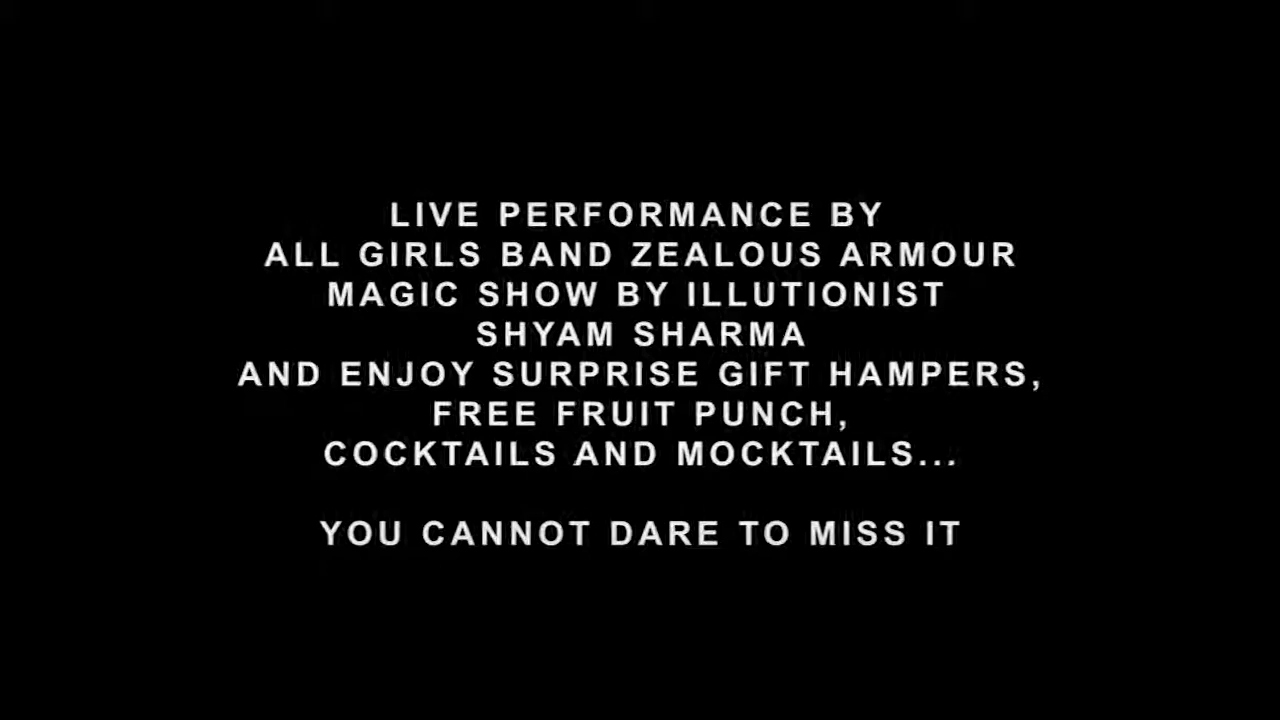 LIVE PERFORMANCE BY
ALL GIRLS BAND ZEALOUS ARMOUR
MAGIC SHOW BY ILLUTIONIST
SHYAM SHARMA
AND ENJOY SURPRISE GIFT HAMPERS,
FREE FRUIT PUNCH,
COCKTAILS AND MOCKTAILS...
YOU CANNOT DARE TO MISS IT